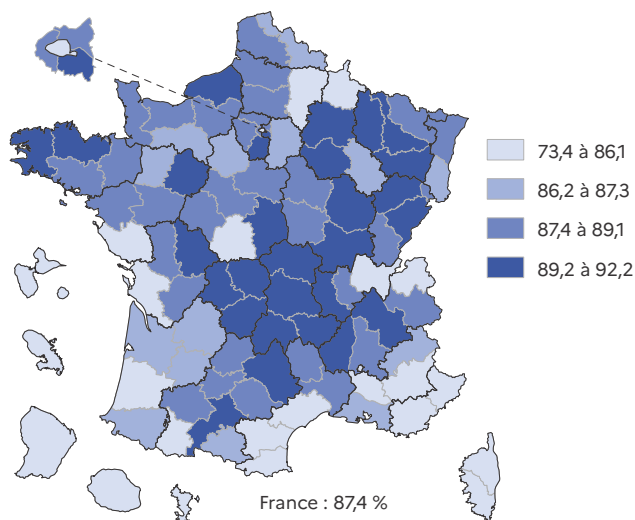 73,4 à 86,1
86,2 à 87,3
87,4 à 89,1
89,2 à 92,2
France : 87,4 %